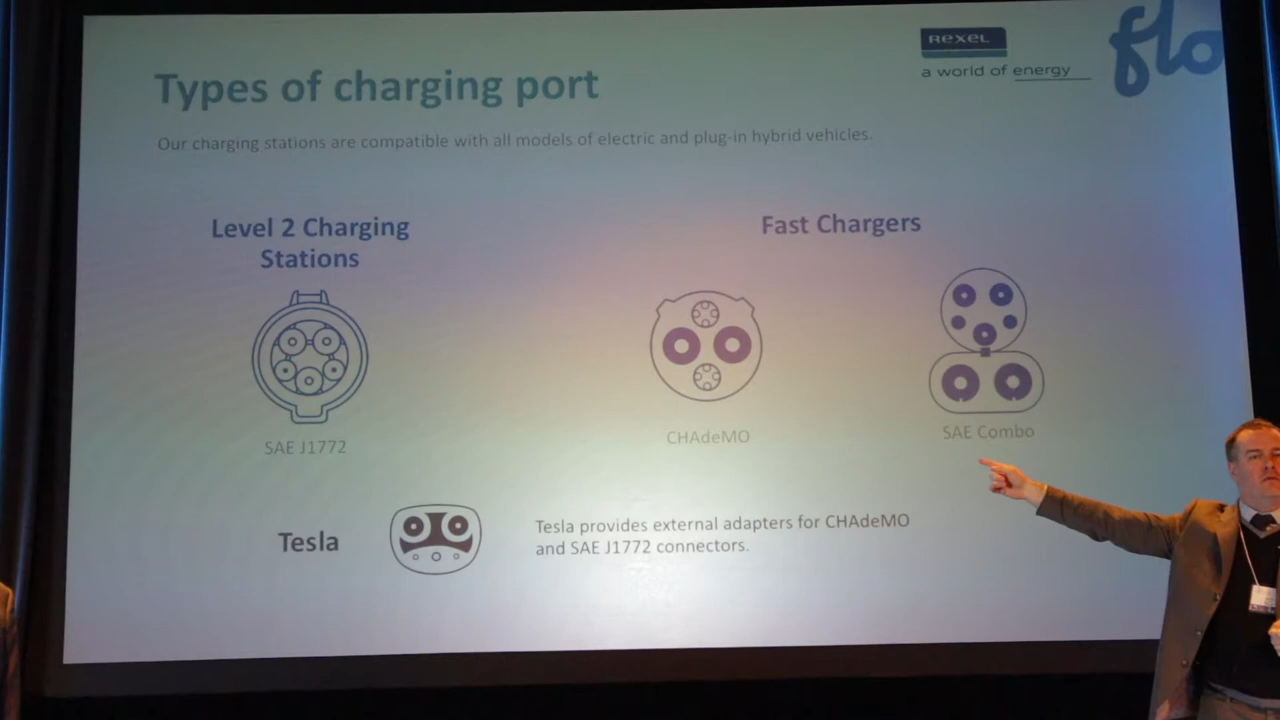 Rexel
a world of energy
flo
Types of charging port
Our charging stations are compatible with all models of electric and plug-in hybrid vehicles.
Level 2 Charging
Stations
Fast Chargers
SAE J1772
CHAdeMO
SAE Combo
Tesla
Tesla provides external adapters for CHAdeMO
and SAE J1772 connectors.